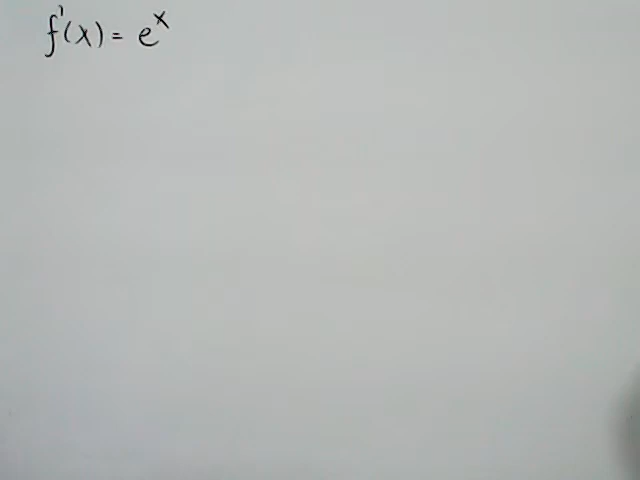 f'(x) = e^x